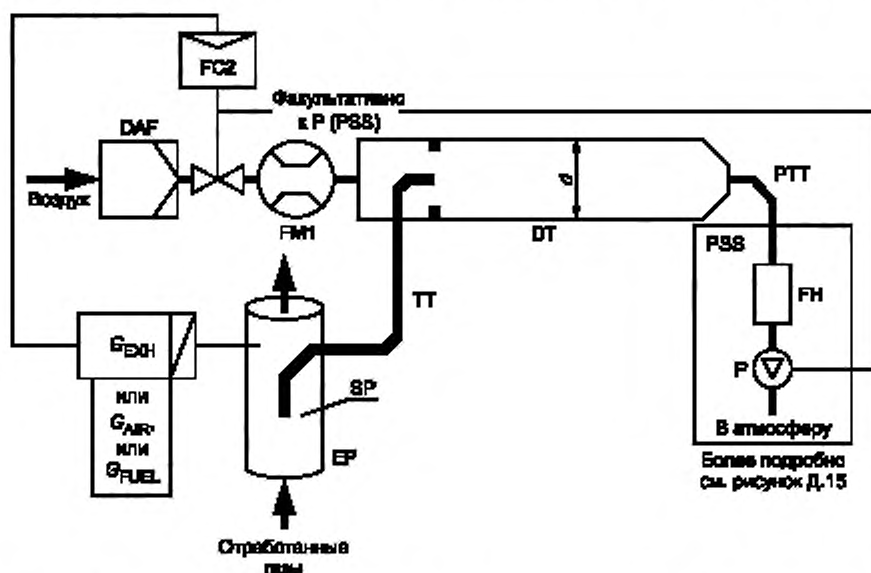 FC2
Факультативно
к P (PSS)
DAF
Воздух
FM1
d
DT
PTT
PSS
FH
P
В атмосферу
Более подробно
см. рисунок Д.15
TT
G EXH
или
G AIR,
или
G FUEL
SP
EP
Отработанные
газы